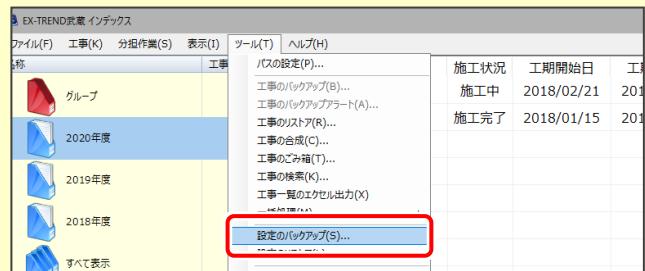 EX-TREND武蔵 インデックス
ファイル(F) 工事(K) 分担作業(S) 表示(I) ツール(T) ヘルプ(H)
名称 工事 施工状況 工期開始日
パスの設定(P)...
工事のバックアップ(B)...
工事のバックアップアラート(A)...
工事のリストア(R)...
工事の合成(C)...
工事のごみ箱(T)...
工事の検索(K)...
工事一覧のエクセル出力(X)
設定のバックアップ(S)...
グループ
2020年度
2019年度
2018年度
すべて表示
施工中 2018/02/21 201
施工完了 2018/01/15 201